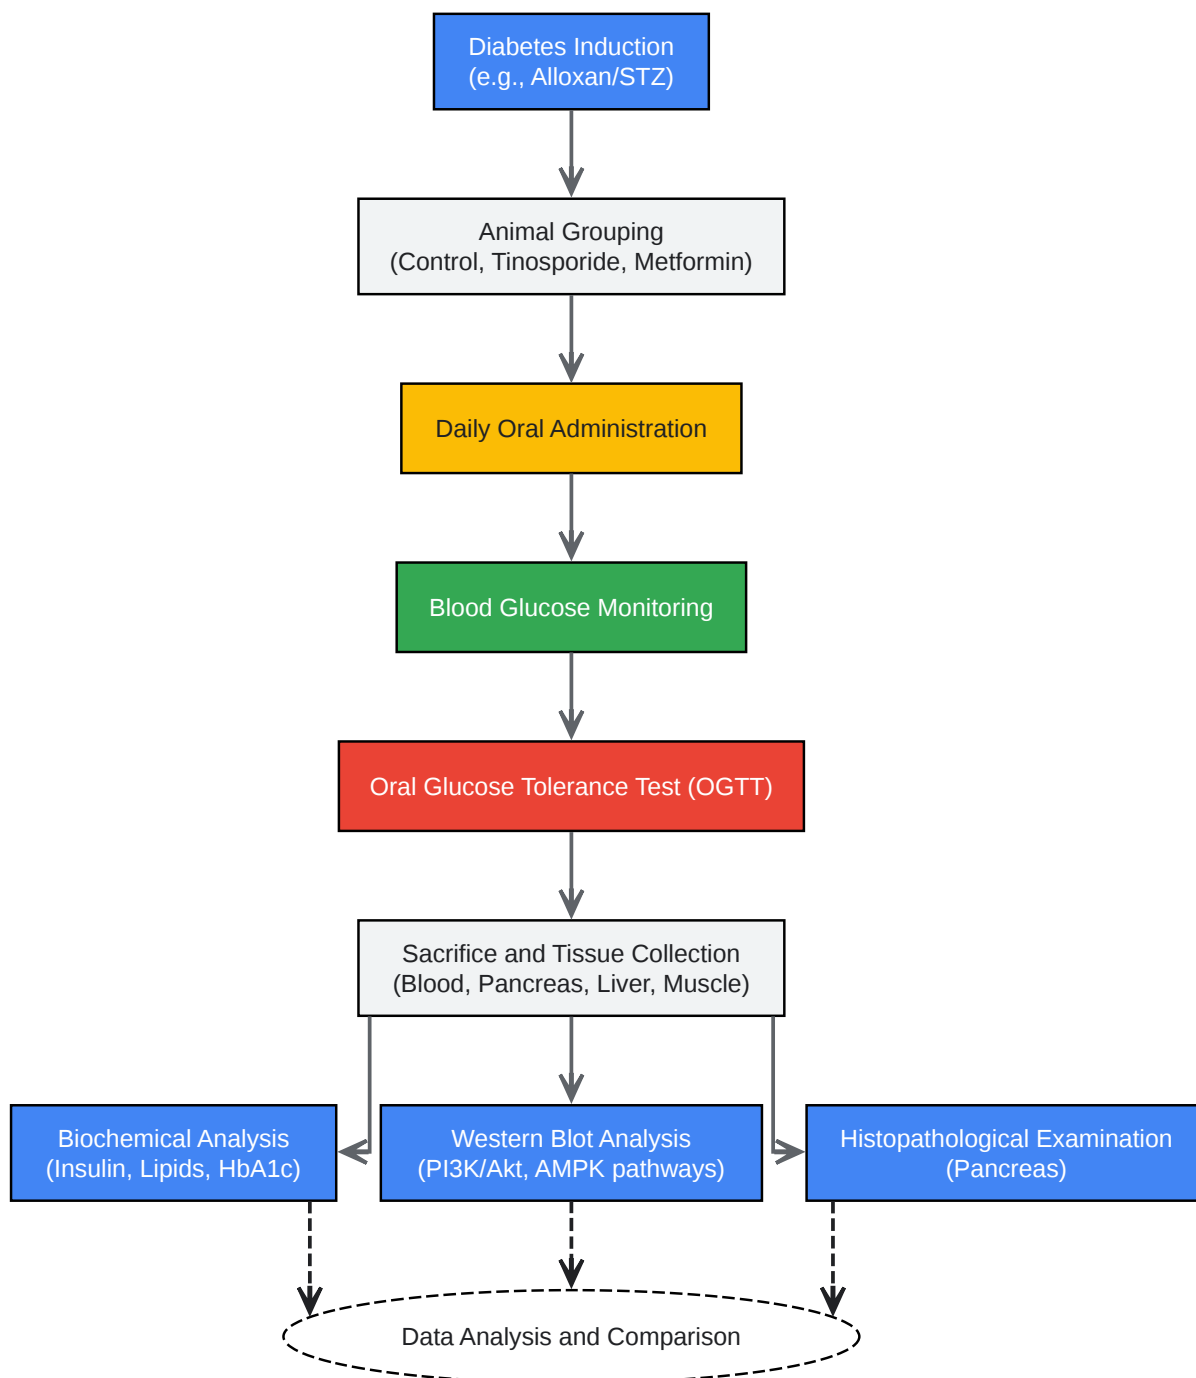 Diabetes Induction
(e.g., Alloxan/STZ)
Animal Grouping
(Control, Tinosporide, Metformin)
Daily Oral Administration
Blood Glucose Monitoring
Oral Glucose Tolerance Test (OGTT)
Sacrifice and Tissue Collection
(Blood, Pancreas, Liver, Muscle)
Biochemical Analysis
(Insulin, Lipids, HbA1c)
Western Blot Analysis
(PI3K/Akt, AMPK pathways)
Histopathological Examination
(Pancreas)
Data Analysis and Comparison